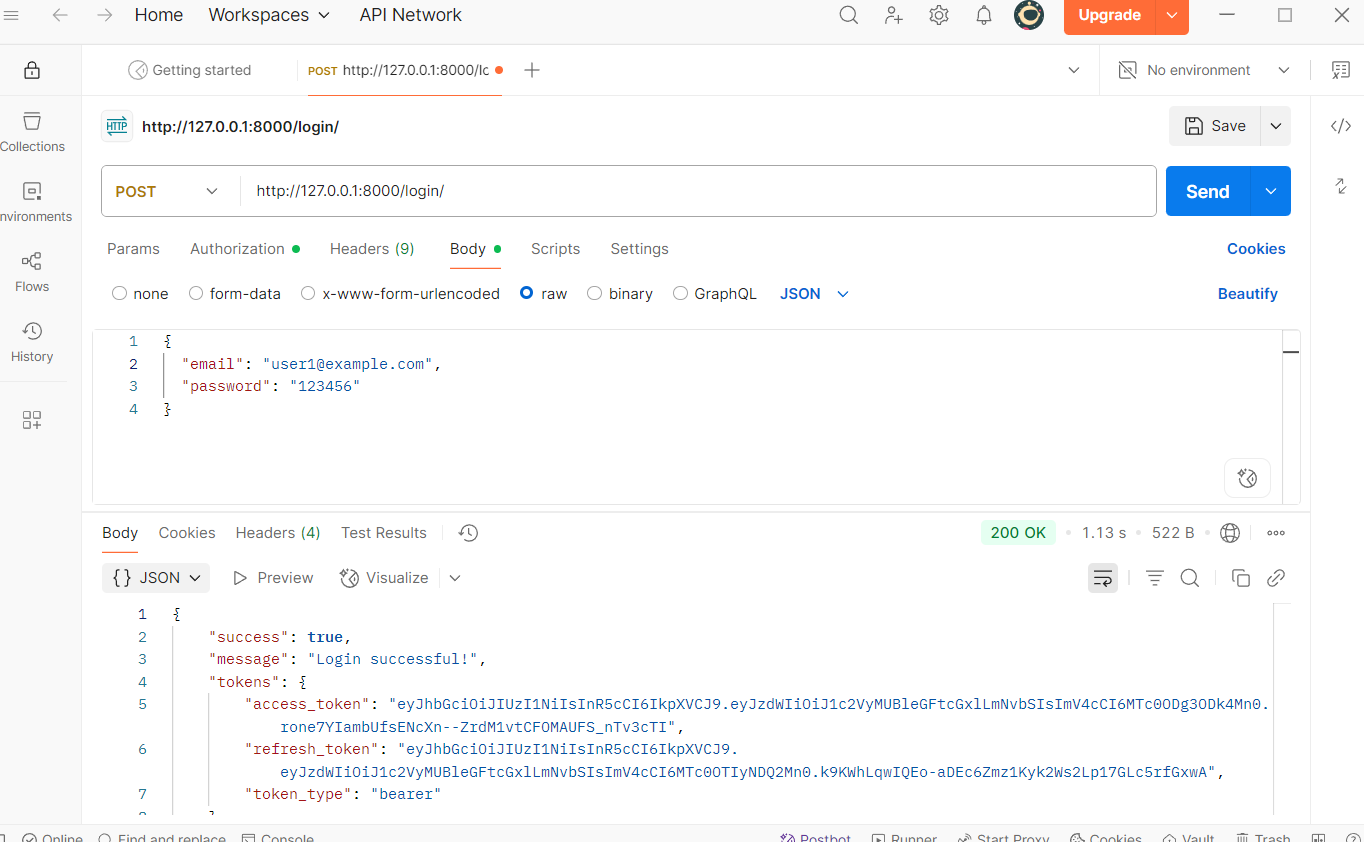 Home Workspaces API Network Upgrade
Getting started POST http://127.0.0.1:8000/lc No environment
HTTP http://127.0.0.1:8000/login/ Save
Collections
nvironments
Flows
History
POST http://127.0.0.1:8000/login/ Send
Params Authorization Headers (9) Body Scripts Settings Cookies
none form-data x-www-form-urlencoded raw binary GraphQL JSON Beautify
1 {
2 "email": "user1@example.com",
3 "password": "123456"
4 }
Body Cookies Headers (4) Test Results 200 OK • 1.13 s • 522 B •
{} JSON Preview Visualize
1 {
2 "success": true,
3 "message": "Login successful!",
4 "tokens": {
5 "access_token": "eyJhbGciOiJIUzI1NiIsInR5cCI6IkpXVCJ9.eyJzdWIiOiJ1c2VyMUBleGFtcGxlLmNvbSIsImV4cCI6MTc0ODg3ODk4Mn0.
rone7YIambUfsENcXn--ZrdM1vtCFOMAUFS_nTv3cTI",
6 "refresh_token": "eyJhbGciOiJIUzI1NiIsInR5cCI6IkpXVCJ9.
eyJzdWIiOiJ1c2VyMUBleGFtcGxlLmNvbSIsImV4cCI6MTc0OTIyNDQ2Mn0.k9KWhLqwIQEo-aDEc6Zmz1Kyk2Ws2Lp17GLc5rfGxwA",
7 "token_type": "bearer"
Online Find and replace Console Postbot Runner Start Proxy Cookies Vault Trash